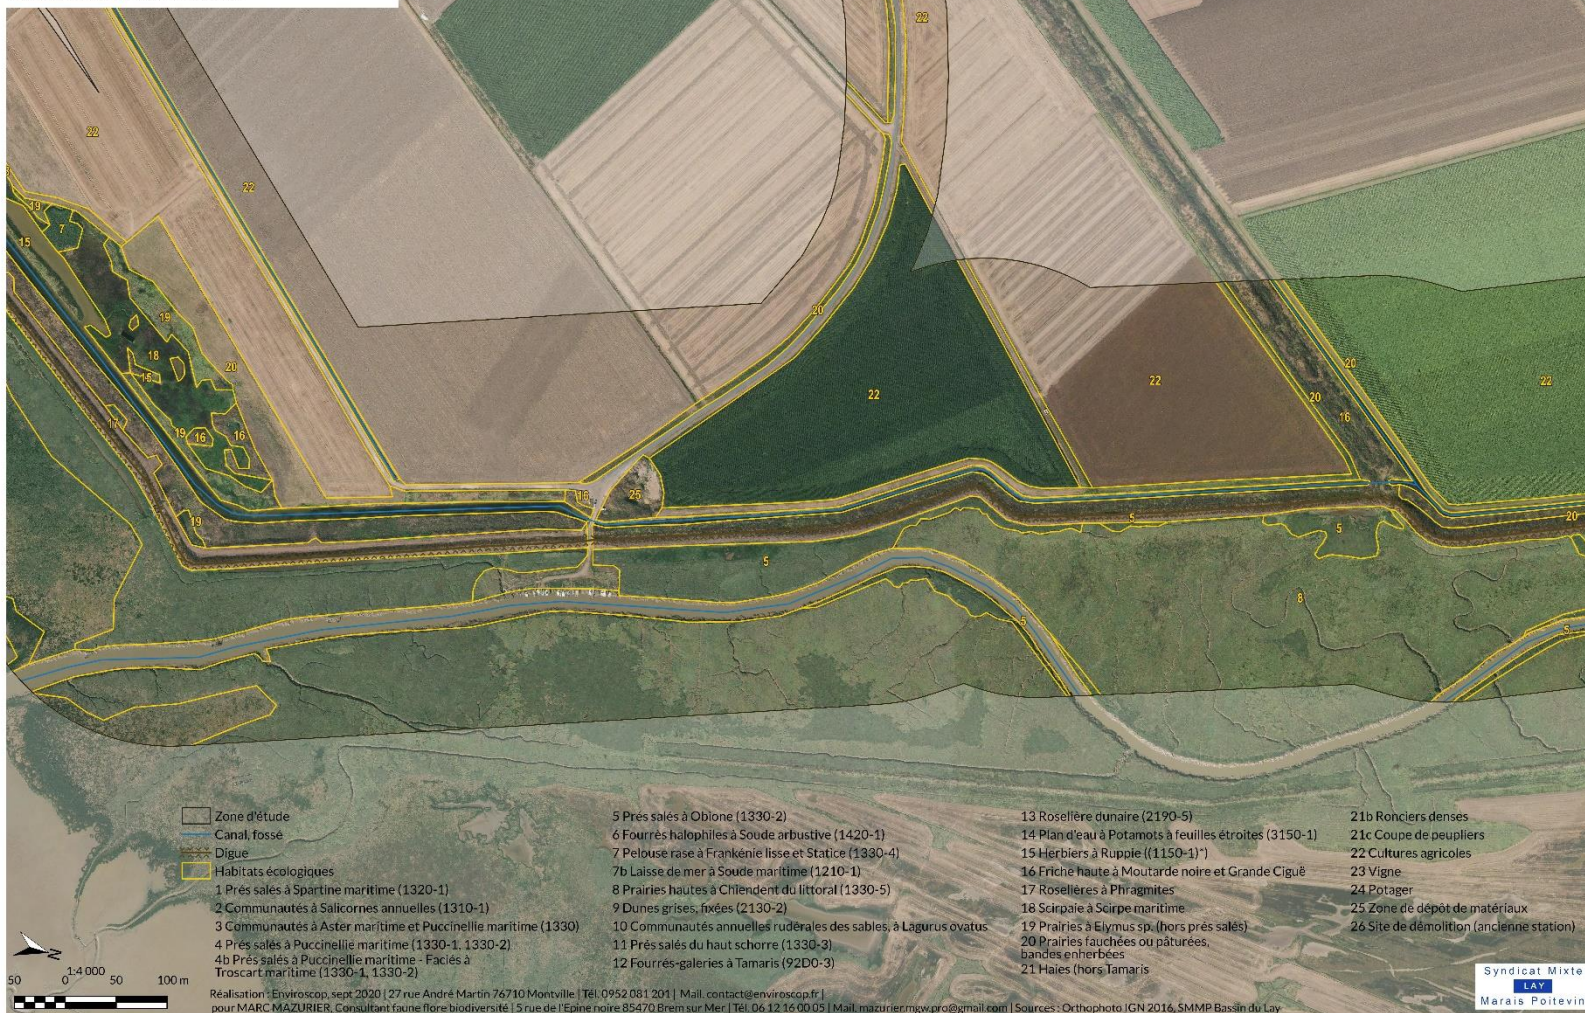 22
22
22
19
7
15
19
18
15
20
17
19
16
16
19
16
25
20
22
22
20
20
16
22
5
5
5
20
8
5
5
Zone d'étude
Canal, fossé
Digue
Habitats écologiques
1 Prés salés à Spartine maritime (1320-1)
2 Communautés à Salicornes annuelles (1310-1)
3 Communautés à Aster maritime et Puccinellie maritime (1330)
4 Prés salés à Puccinellie maritime (1330-1, 1330-2)
4b Prés salés à Puccinellie maritime - Faciès à
Troscart maritime (1330-1, 1330-2)
5 Prés salés à Obione (1330-2)
6 Fourrés halophiles à Soude arbustive (1420-1)
7 Pelouse rase à Frankénie lisse et Statice (1330-4)
7b Laisse de mer à Soude maritime (1210-1)
8 Prairies hautes à Chiendent du littoral (1330-5)
9 Dunes grises, fixées (2130-2)
10 Communautés annuelles rudérales des sables, à Lagurus ovatus
11 Prés salés du haut schorre (1330-3)
12 Fourrés-galeries à Tamaris (92D0-3)
13 Roselière dunaire (2190-5)
14 Plan d'eau à Potamots à feuilles étroites (3150-1)
15 Herbiers à Ruppie ((1150-1)*)
16 Friche haute à Moutarde noire et Grande Ciguë
17 Roselières à Phragmites
18 Scirpaie à Scirpe maritime
19 Prairies à Elymus sp. (hors prés salés)
20 Prairies fauchées ou pâturées,
bandes enherbées
21 Haies (hors Tamaris
21b Ronciers denses
21c Coupe de peupliers
22 Cultures agricoles
23 Vigne
24 Potager
25 Zone de dépôt de matériaux
26 Site de démolition (ancienne station)
N
1:4 000
50 0 50 100 m
Réalisation : Enviroscop, sept 2020 | 27 rue André Martin 76710 Montville | Tél. 0952 081 201 | Mail. contact@enviroscop.fr |
pour MARC MAZURIER, Consultant faune flore biodiversité | 5 rue de l'Epine noire 85470 Brem sur Mer | Tél. 06 12 16 00 05 | Mail. mazurier.mgw.pro@gmail.com | Sources : Orthophoto IGN 2016, SMMP Bassin du Lay
Syndicat Mixte
LAY
Marais Poitevin